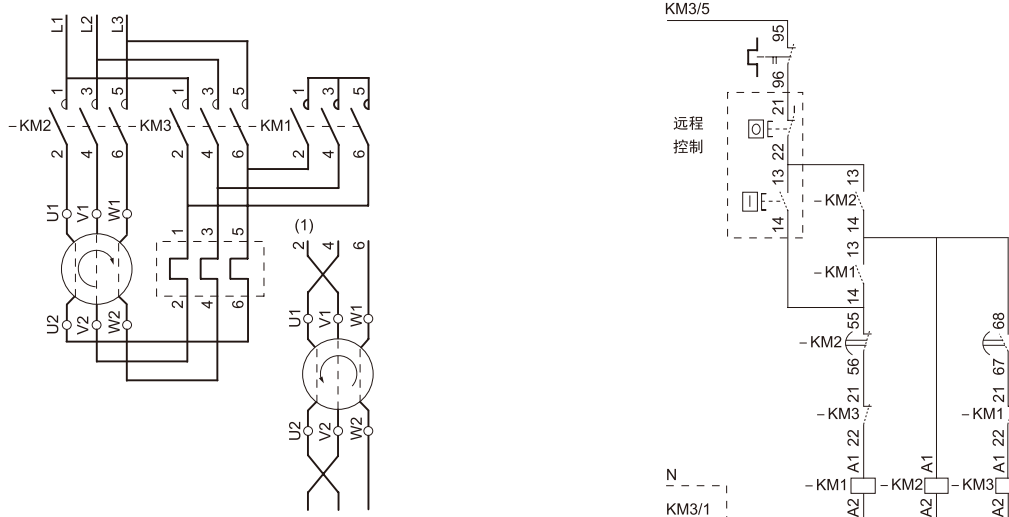 L1 L2 L3
1 3 5 1 3 5 1 3 5
-KM2 -KM3 -KM1
2 4 6 2 4 6 2 4 6
U1 V1 W1
1 3 5
2 4 6
U2 V2 W2
(1)
2 4 6
U1 V1 W1
U2 V2 W2
KM3/5
95
96
远程
控制
21
O
22
13
I
14
13
-KM2
14
13
-KM1
14
55
-KM2
56
68
67
21
-KM3
22
21
-KM1
22
A1 A1 A1
-KM1 -KM2 -KM3
A2 A2 A2
N
KM3/1